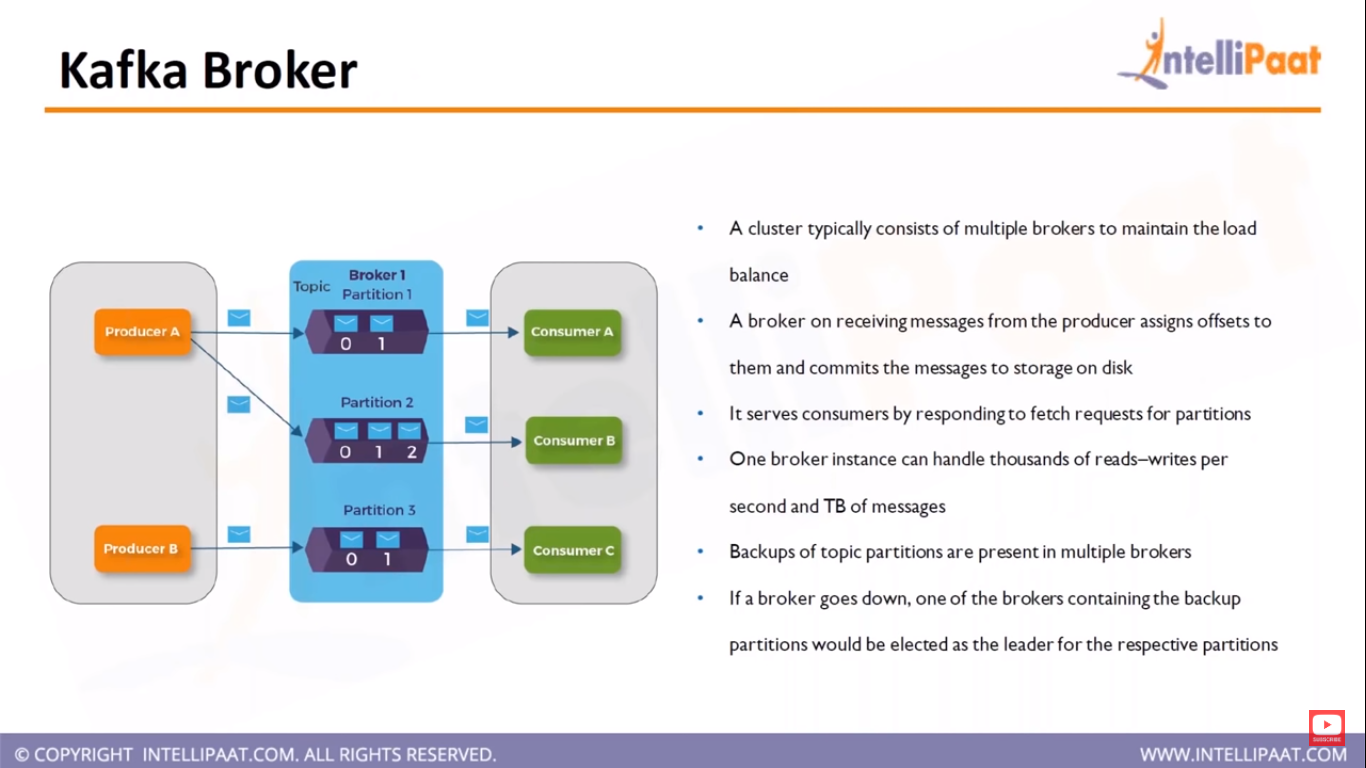 Kafka Broker
IntelliPaat
Broker 1
Topic
Partition 1
Producer A
0 1
Consumer A
Partition 2
0 1 2
Consumer B
Partition 3
Producer B
0 1
Consumer C
• A cluster typically consists of multiple brokers to maintain the load
balance
• A broker on receiving messages from the producer assigns offsets to
them and commits the messages to storage on disk
• It serves consumers by responding to fetch requests for partitions
• One broker instance can handle thousands of reads–writes per
second and TB of messages
• Backups of topic partitions are present in multiple brokers
• If a broker goes down, one of the brokers containing the backup
partitions would be elected as the leader for the respective partitions
SUBSCRIBE
© COPYRIGHT INTELLIPAAT.COM. ALL RIGHTS RESERVED.
WWW.INTELLIPAAT.COM